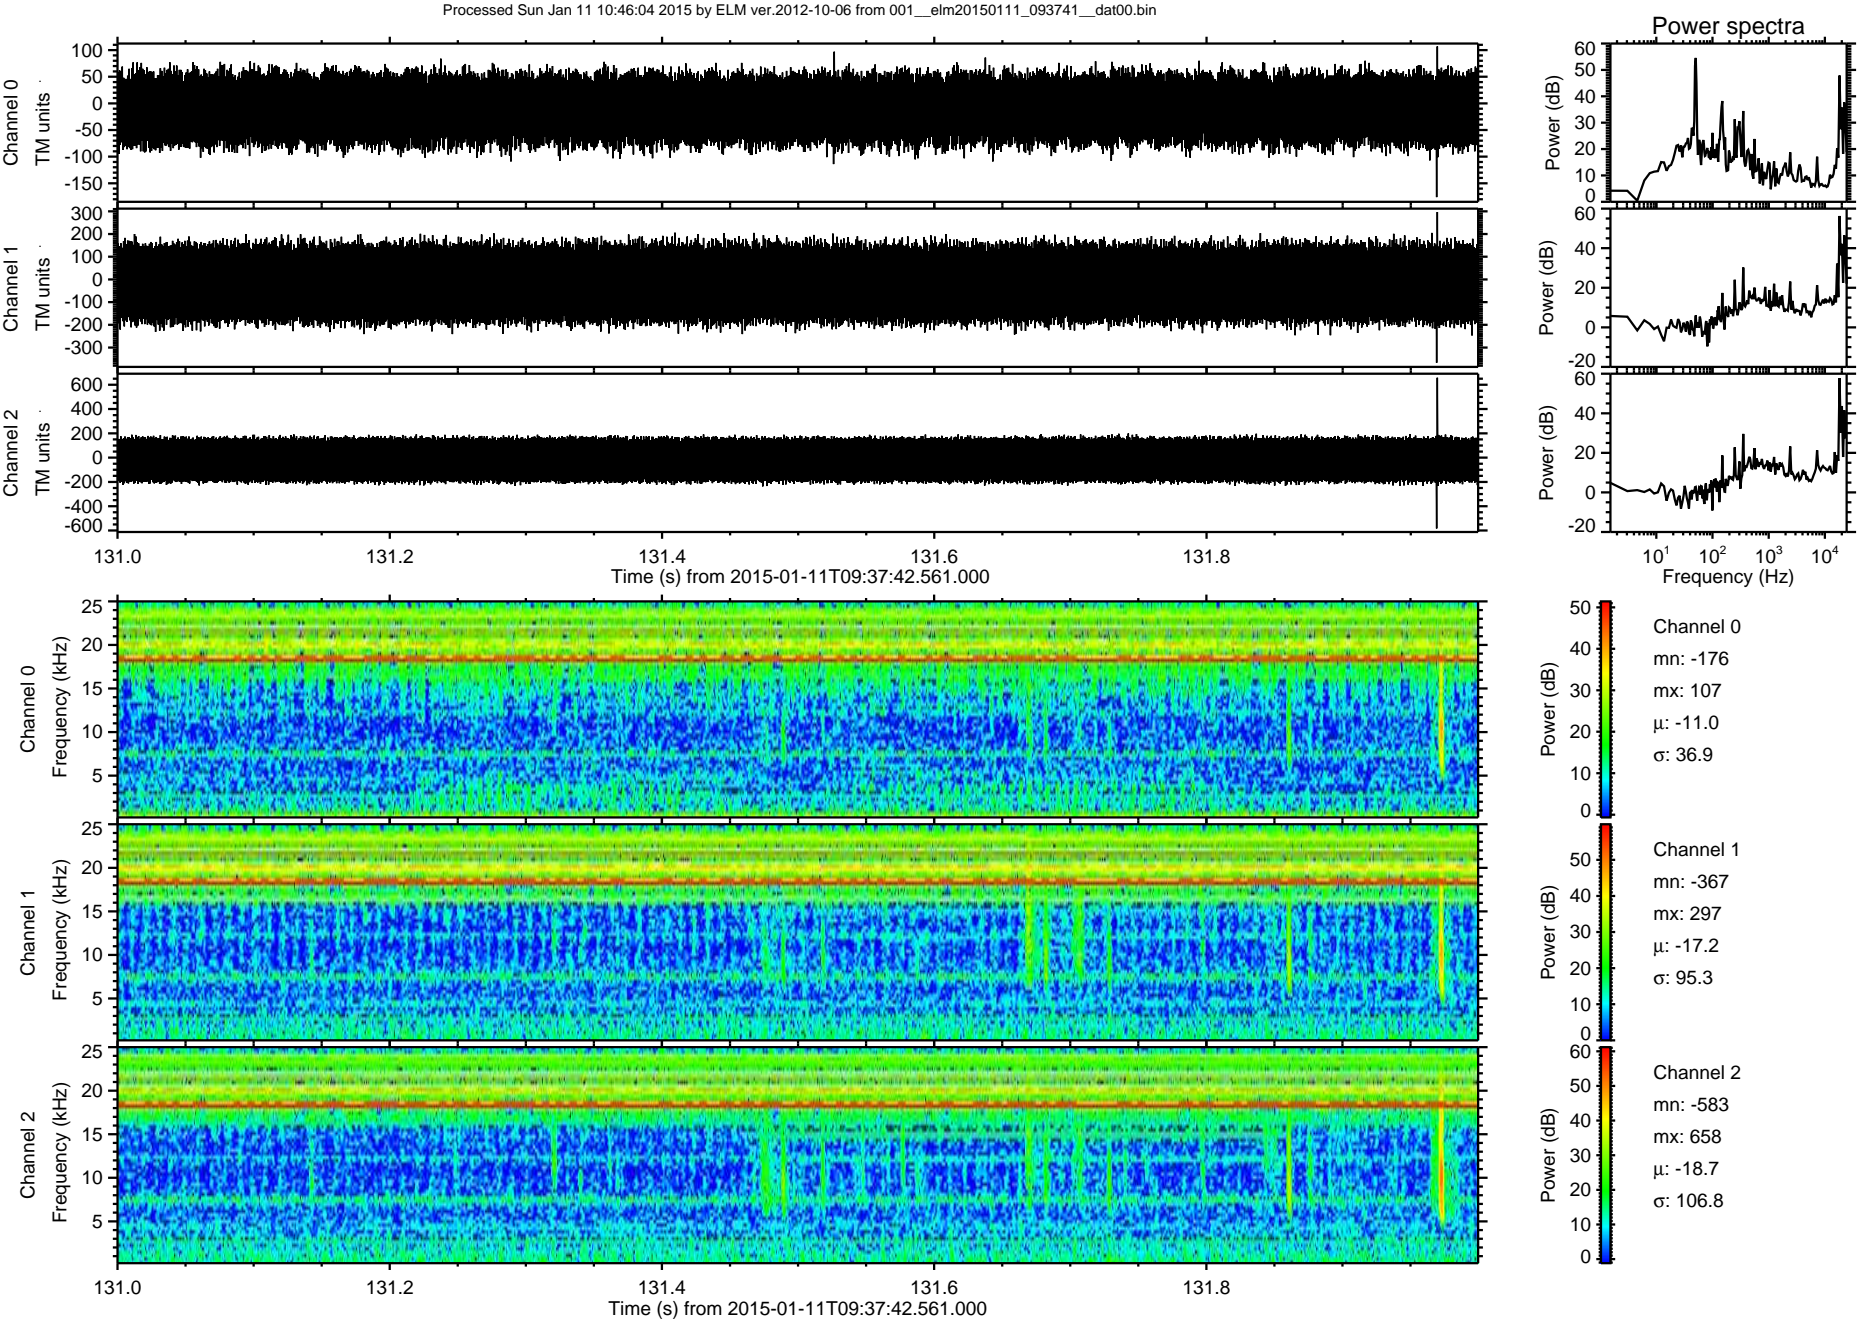 Processed Sun Jan 11 10:46:04 2015 by ELM ver.2012-10-06 from 001__elm20150111_093741__dat00.bin
Power spectra
Channel 0
TM units
100
50
0
-50
-100
-150
Power (dB)
60
50
40
30
20
10
0
Channel 1
TM units
300
200
100
0
-100
-200
-300
Power (dB)
60
40
20
0
-20
Channel 2
TM units
600
400
200
0
-200
-400
-600
Power (dB)
60
40
20
0
-20
131.0 131.2 131.4 131.6 131.8
Time (s) from 2015-01-11T09:37:42.561.000
10¹ 10² 10³ 10⁴
Frequency (Hz)
Channel 0
Frequency (kHz)
25
20
15
10
5
Power (dB)
50
40
30
20
10
0
Channel 0
mn: -176
mx: 107
μ: -11.0
σ: 36.9
Channel 1
Frequency (kHz)
25
20
15
10
5
Power (dB)
50
40
30
20
10
0
Channel 1
mn: -367
mx: 297
μ: -17.2
σ: 95.3
Channel 2
Frequency (kHz)
25
20
15
10
5
Power (dB)
60
50
40
30
20
10
0
Channel 2
mn: -583
mx: 658
μ: -18.7
σ: 106.8
131.0 131.2 131.4 131.6 131.8
Time (s) from 2015-01-11T09:37:42.561.000